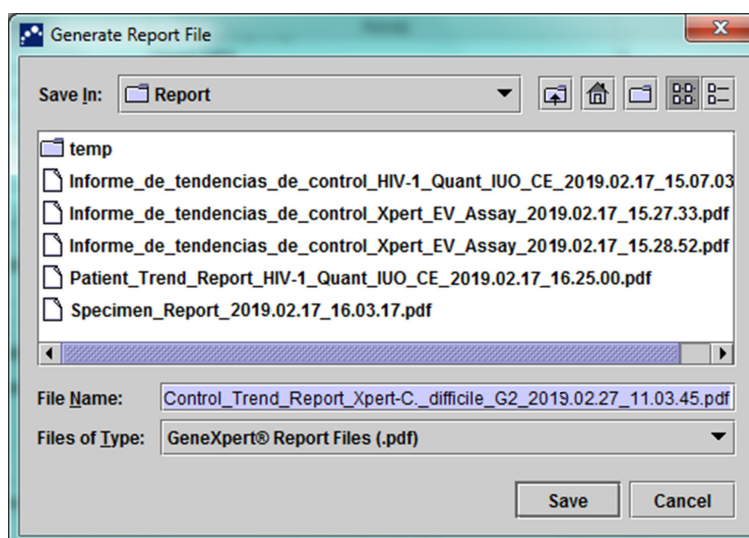 Generate Report File
Save In: Report
temp
Informe_de_tendencias_de_control_HIV-1_Quant_IUO_CE_2019.02.17_15.07.03
Informe_de_tendencias_de_control_Xpert_EV_Assay_2019.02.17_15.27.33.pdf
Informe_de_tendencias_de_control_Xpert_EV_Assay_2019.02.17_15.28.52.pdf
Patient_Trend_Report_HIV-1_Quant_IUO_CE_2019.02.17_16.25.00.pdf
Specimen_Report_2019.02.17_16.03.17.pdf
File Name: Control_Trend_Report_Xpert-C._difficile_G2_2019.02.27_11.03.45.pdf
Files of Type: GeneXpert® Report Files (.pdf)
Save Cancel